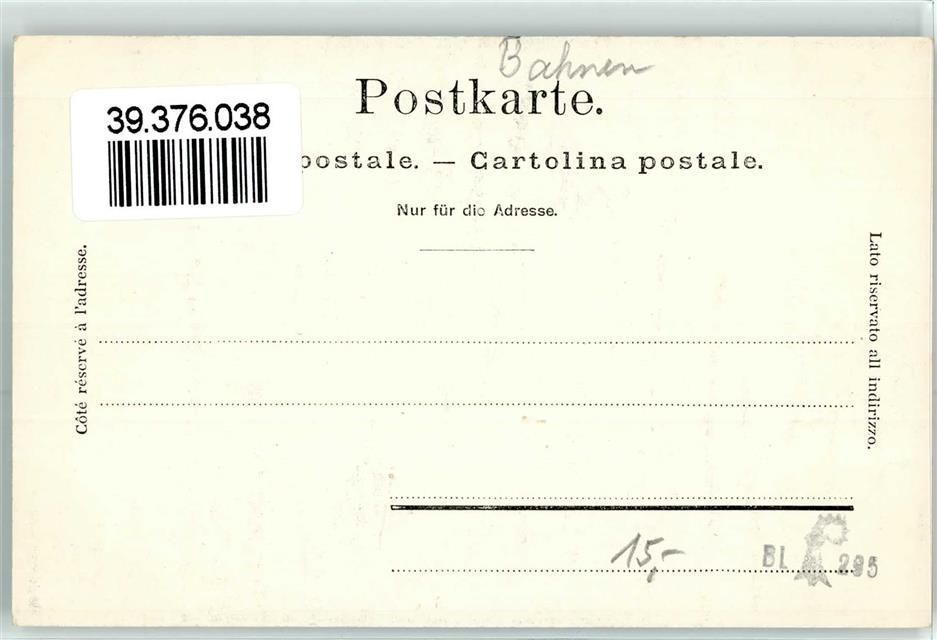 Bahnen
Postkarte.
39.376.038
postale. — Cartolina postale.
Nur für die Adresse.
Côté réservé à l'adresse.
Lato riservato all indirizzo.
15,-
BL 295